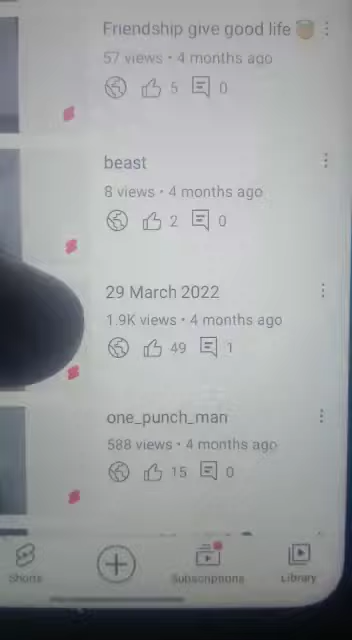 Friendship give good life 😇
57 views • 4 months ago
5 0
beast
8 views • 4 months ago
2 0
29 March 2022
1.9K views • 4 months ago
49 1
one_punch_man
588 views • 4 months ago
15 0
Shorts Subscriptions Library